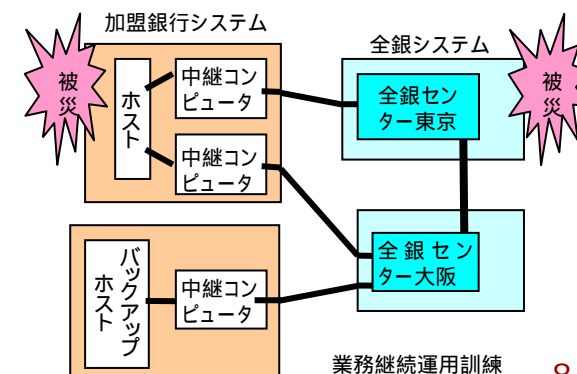 加盟銀行システム
全銀システム
被
災
被
災
ホスト
中継コン
ピュータ
中継コン
ピュータ
全銀セン
ター東京
バックアップ
ホスト
中継コン
ピュータ
全銀セン
ター大阪
業務継続運用訓練